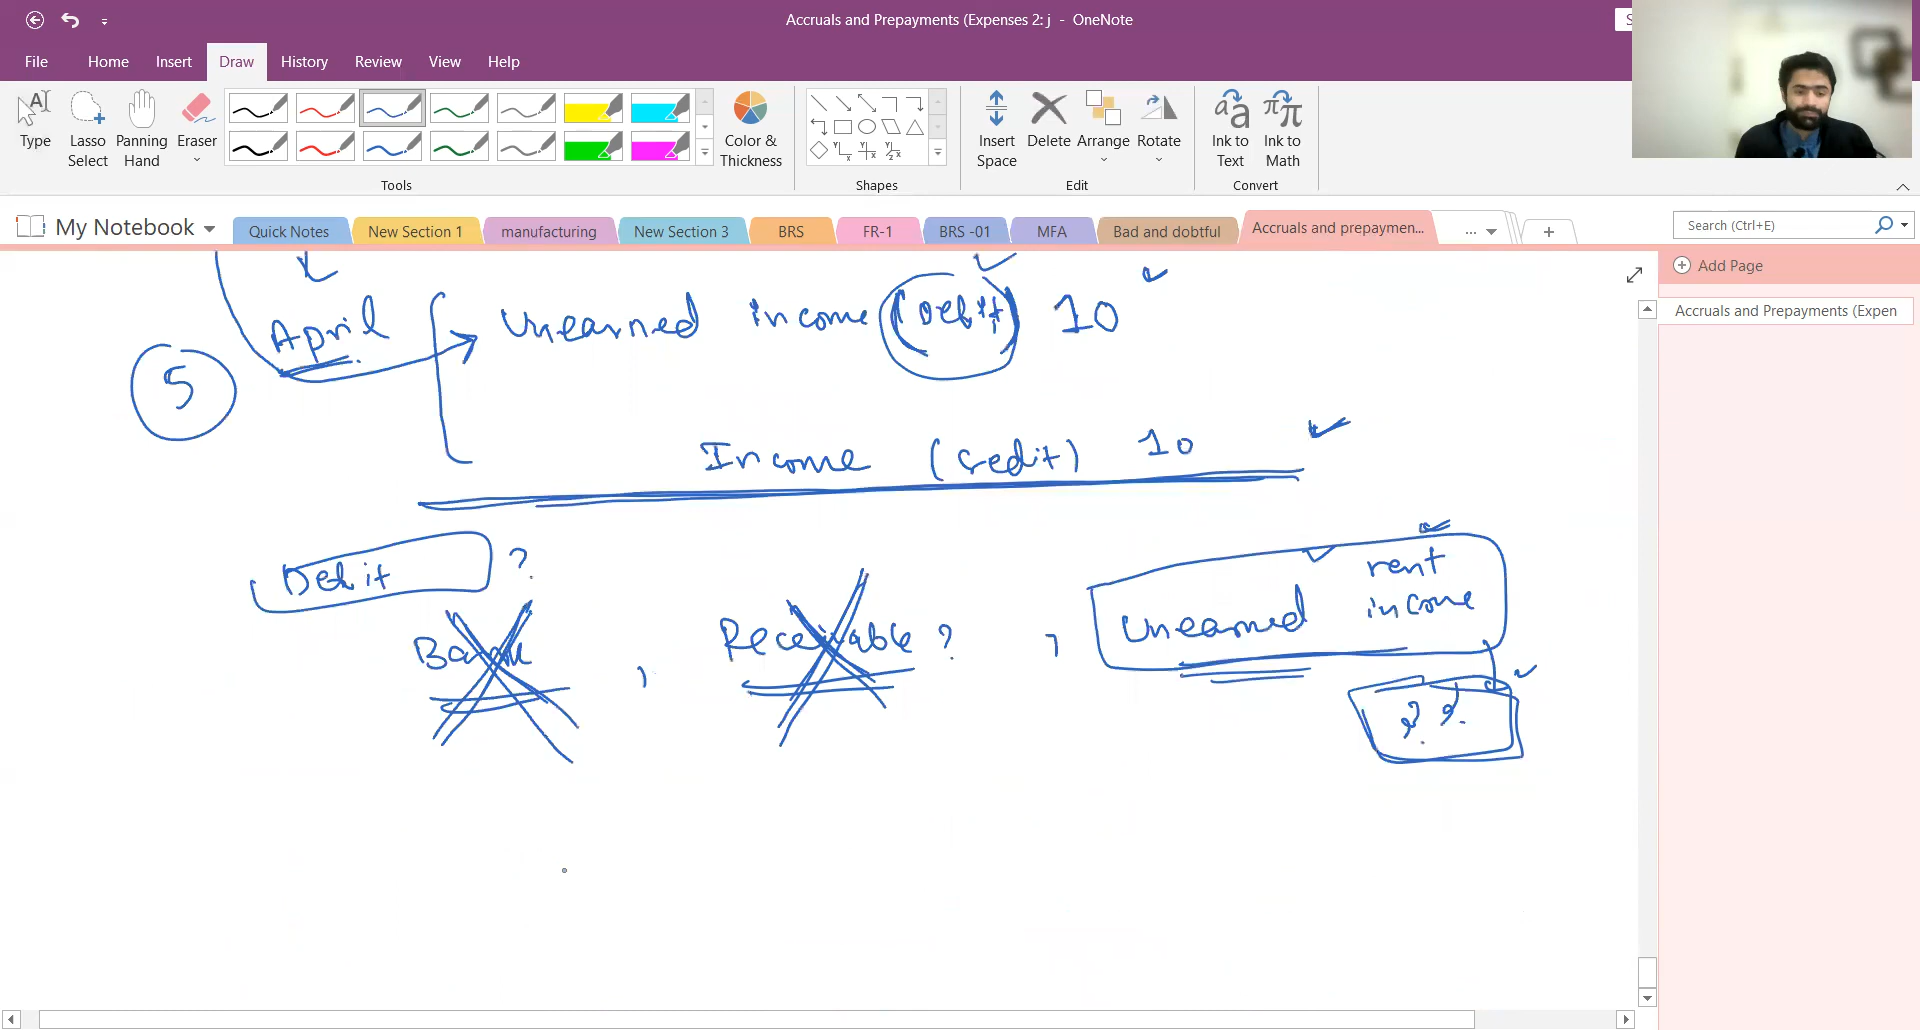 Accruals and Prepayments (Expenses 2: j - OneNote
File Home Insert Draw History Review View Help
Type
Lasso Select
Panning Hand
Eraser
Color & Thickness
Insert Space
Delete
Arrange
Rotate
Ink to Text
Ink to Math
Tools Shapes Edit Convert
My Notebook
Quick Notes New Section 1 manufacturing New Section 3 BRS FR-1 BRS -01 MFA Bad and doubtful Accruals and prepaymen... ... +
Search (Ctrl+E)
Add Page
Accruals and Prepayments (Expen
April Unearned income (Debit) 10
5
Income (credit) 10
Debit ?
Bank , Receivable ? , Unearned rent income
? ?